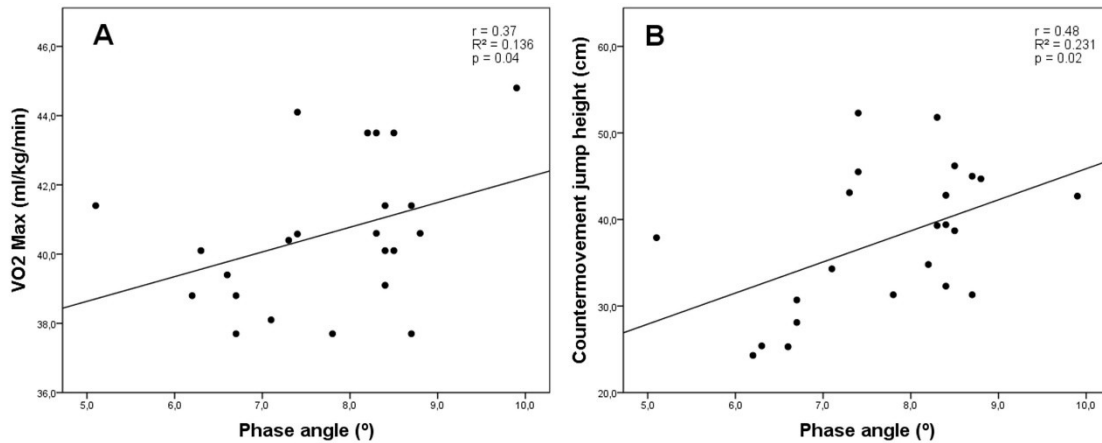 A
r = 0.37
R² = 0.136
p = 0.04
VO2 Max (ml/kg/min)
46,0
44,0
42,0
40,0
38,0
36,0
5,0 6,0 7,0 8,0 9,0 10,0
Phase angle (º)
B
r = 0.48
R² = 0.231
p = 0.02
Countermovement jump height (cm)
60,0
50,0
40,0
30,0
20,0
5,0 6,0 7,0 8,0 9,0 10,0
Phase angle (º)